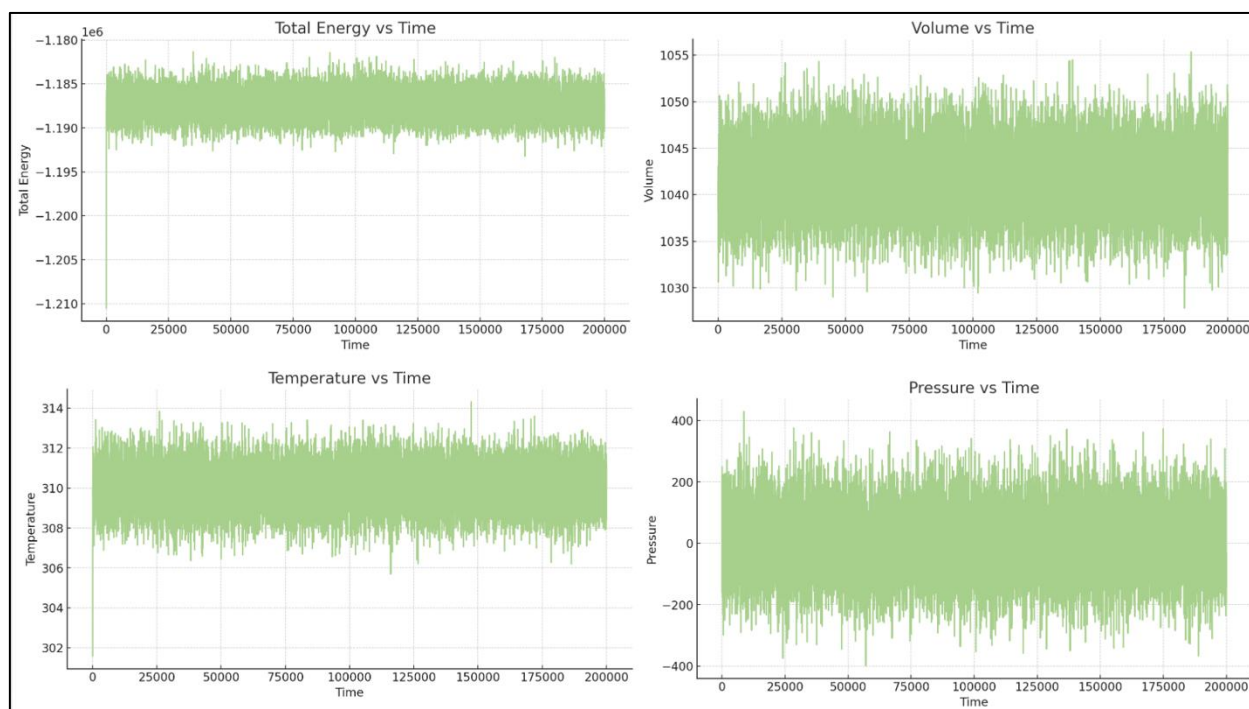 Total Energy vs Time
1e6
−1.180
−1.185
−1.190
−1.195
−1.200
−1.205
−1.210
Total Energy
0 25000 50000 75000 100000 125000 150000 175000 200000
Time
Volume vs Time
1055
1050
1045
1040
1035
1030
Volume
0 25000 50000 75000 100000 125000 150000 175000 200000
Time
Temperature vs Time
314
312
310
308
306
304
302
Temperature
0 25000 50000 75000 100000 125000 150000 175000 200000
Time
Pressure vs Time
400
200
0
−200
−400
Pressure
0 25000 50000 75000 100000 125000 150000 175000 200000
Time